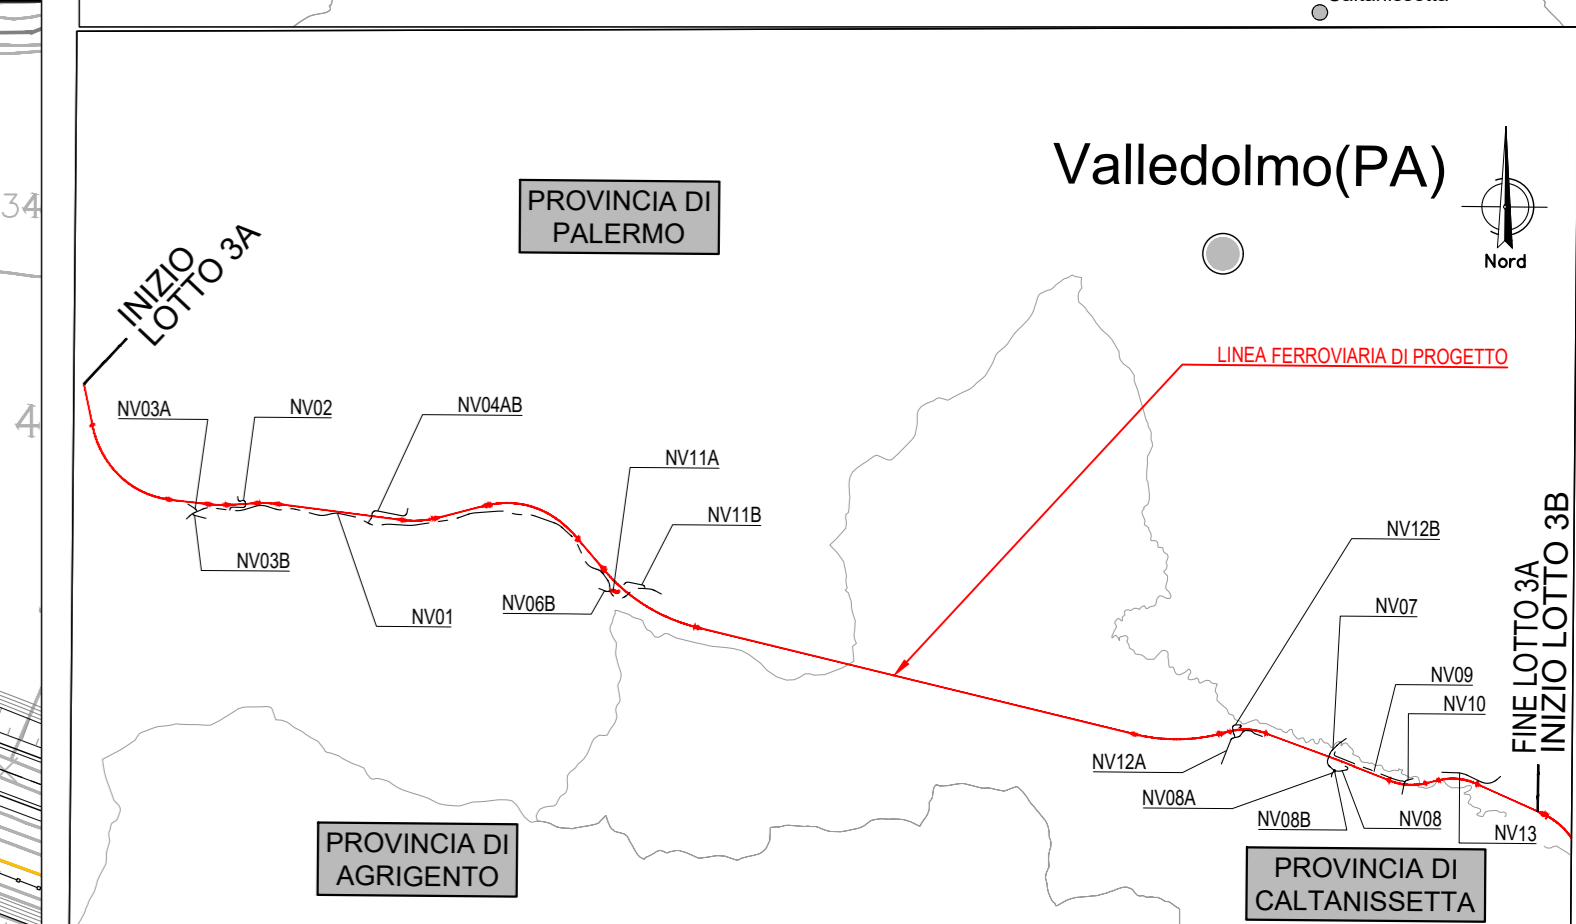 Valledolmo(PA)
PROVINCIA DI
PALERMO
34
Nord
INIZIO
LOTTO 3A
LINEA FERROVIARIA DI PROGETTO
NV03A
NV02
NV04AB
4
NV11A
NV11B
NV12B
NV03B
NV06B
NV01
NV07
NV09
NV10
FINE LOTTO 3A
INIZIO LOTTO 3B
NV12A
NV08A
NV08B
NV08
NV13
PROVINCIA DI
AGRIGENTO
PROVINCIA DI
CALTANISSETTA